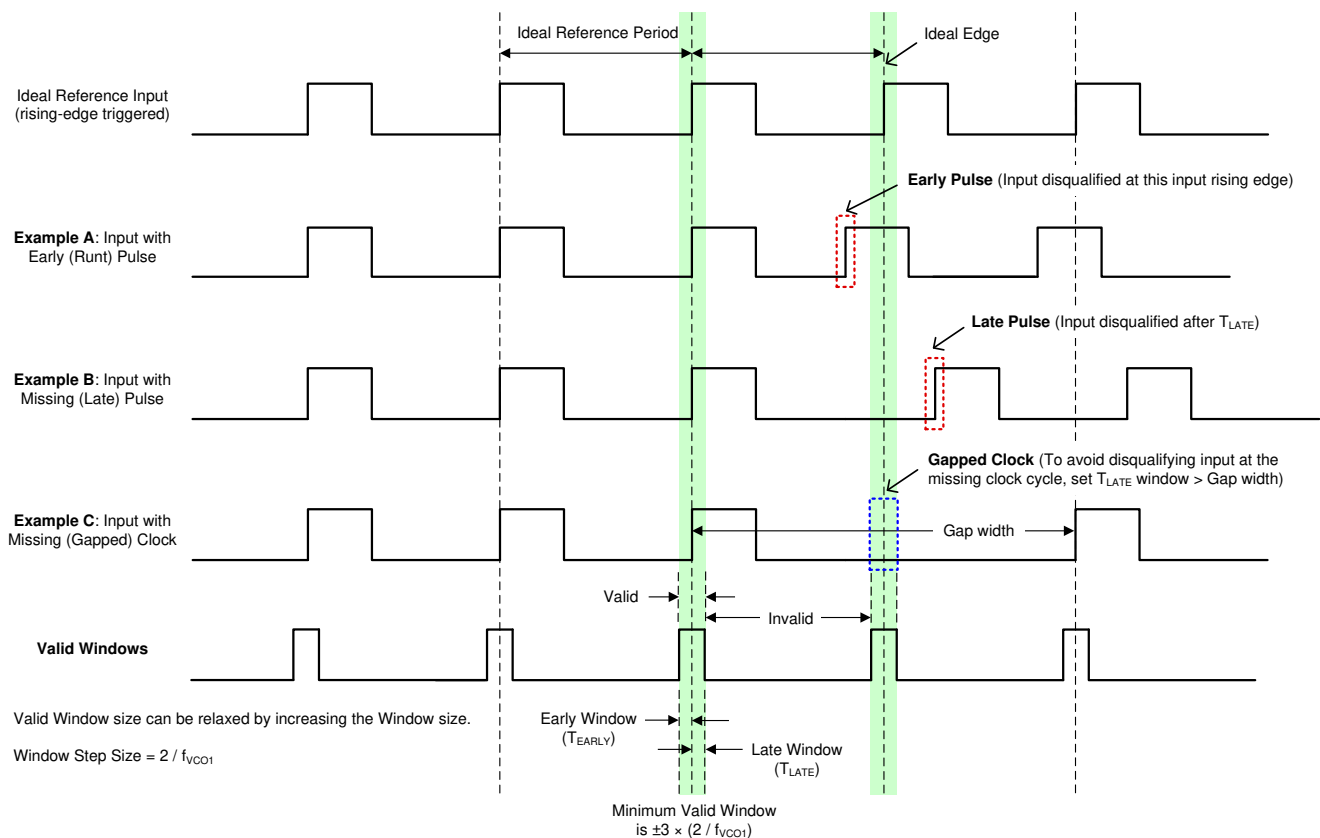 Ideal Reference Period
Ideal Edge
Ideal Reference Input
(rising-edge triggered)
Early Pulse (Input disqualified at this input rising edge)
Example A: Input with
Early (Runt) Pulse
Late Pulse (Input disqualified after TLATE)
Example B: Input with
Missing (Late) Pulse
Gapped Clock (To avoid disqualifying input at the
missing clock cycle, set TLATE window > Gap width)
Example C: Input with
Missing (Gapped) Clock
Gap width
Valid
Invalid
Valid Windows
Valid Window size can be relaxed by increasing the Window size.
Window Step Size = 2 / fVCO1
Early Window
(TEARLY)
Late Window
(TLATE)
Minimum Valid Window
is ±3 × (2 / fVCO1)